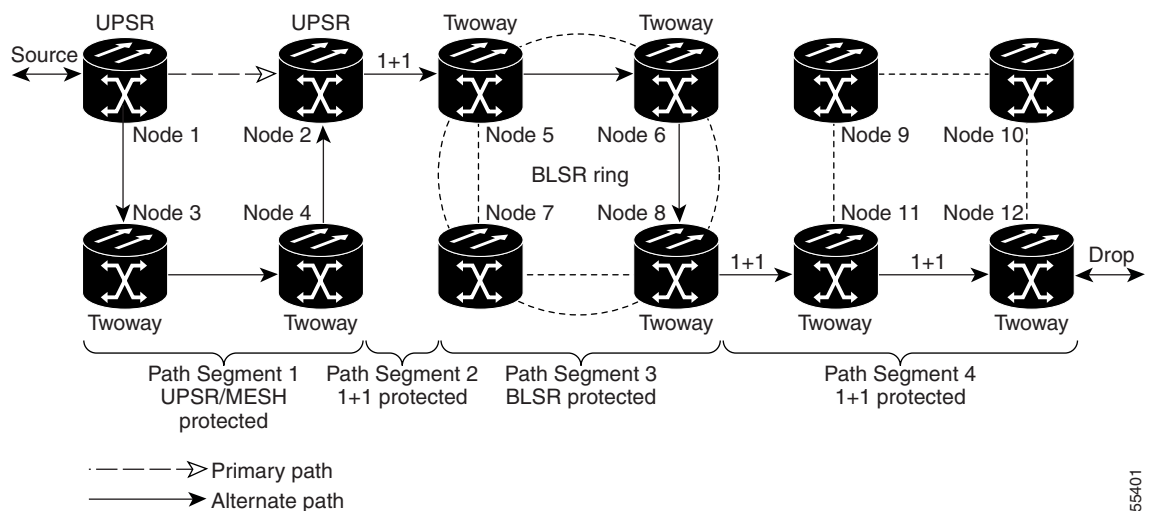 UPSR
UPSR
Twoway
Twoway
Source
1+1
Node 1
Node 2
Node 5
Node 6
Node 9
Node 10
BLSR ring
Node 3
Node 4
Node 7
Node 8
Node 11
Node 12
1+1
1+1
Drop
Twoway
Twoway
Twoway
Twoway
Twoway
Path Segment 1
UPSR/MESH
protected
Path Segment 2
1+1 protected
Path Segment 3
BLSR protected
Path Segment 4
1+1 protected
Primary path
Alternate path
55401